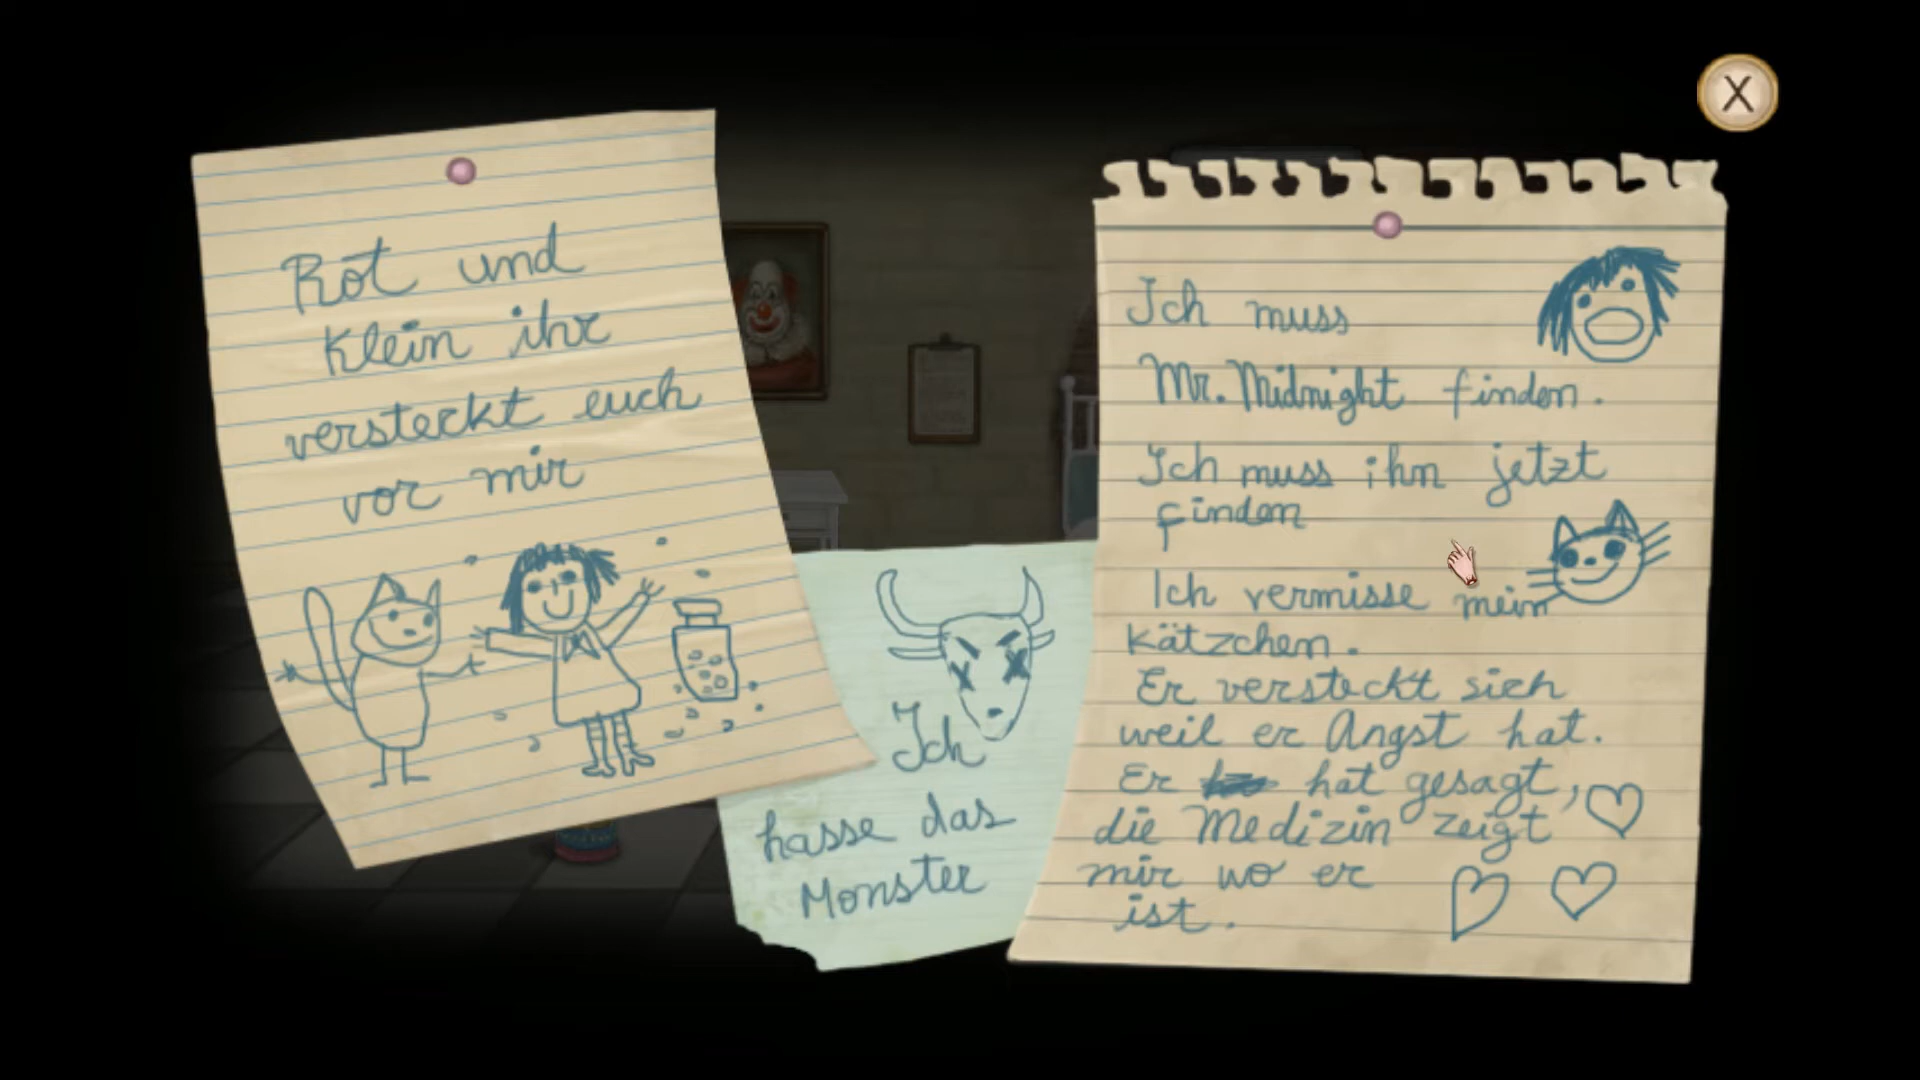 Rot und
Klein ihr
versteckt euch
vor mir
Ich
hasse das
Monster
Ich muss
Mr. Midnight finden.
Ich muss ihn jetzt
finden
Ich vermisse mein
Kätzchen.
Er versteckt sich
weil er Angst hat.
Er hat gesagt,
die Medizin zeigt
mir wo er
ist.
X